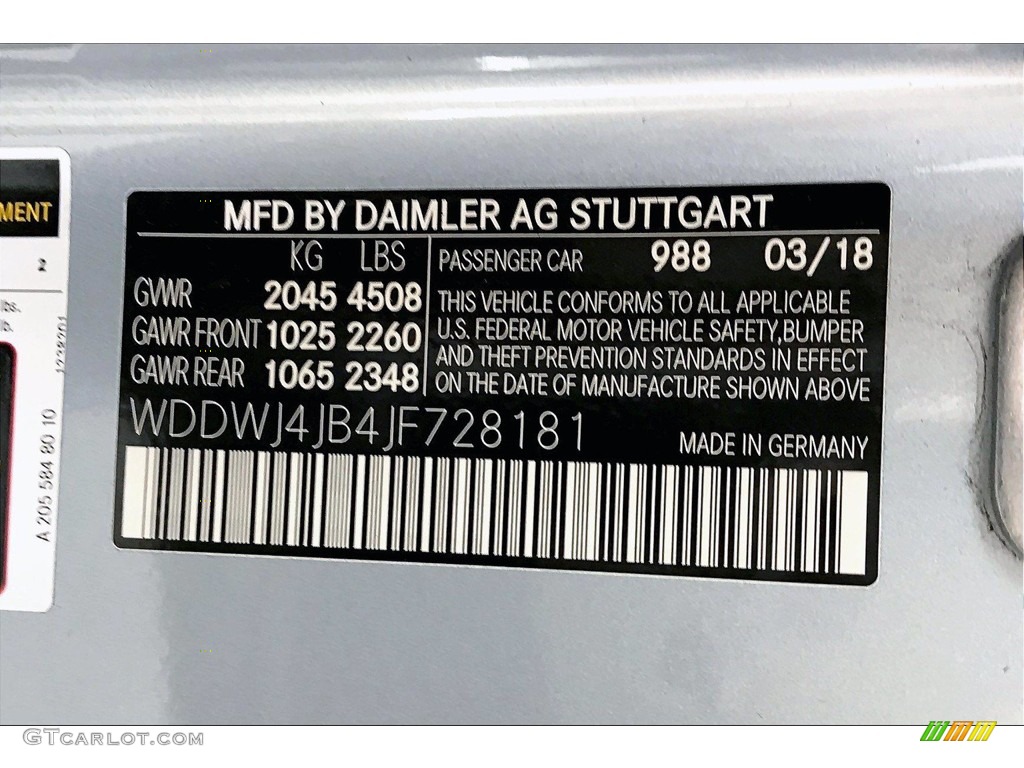 MENT
2
lbs.
lb.
1238201
A 205 584 80 10
MFD BY DAIMLER AG STUTTGART
KG LBS
GVWR 2045 4508
GAWR FRONT 1025 2260
GAWR REAR 1065 2348
PASSENGER CAR 988 03/18
THIS VEHICLE CONFORMS TO ALL APPLICABLE
U.S. FEDERAL MOTOR VEHICLE SAFETY,BUMPER
AND THEFT PREVENTION STANDARDS IN EFFECT
ON THE DATE OF MANUFACTURE SHOWN ABOVE
WDDWJ4JB4JF728181
MADE IN GERMANY
GTCARLOT.COM